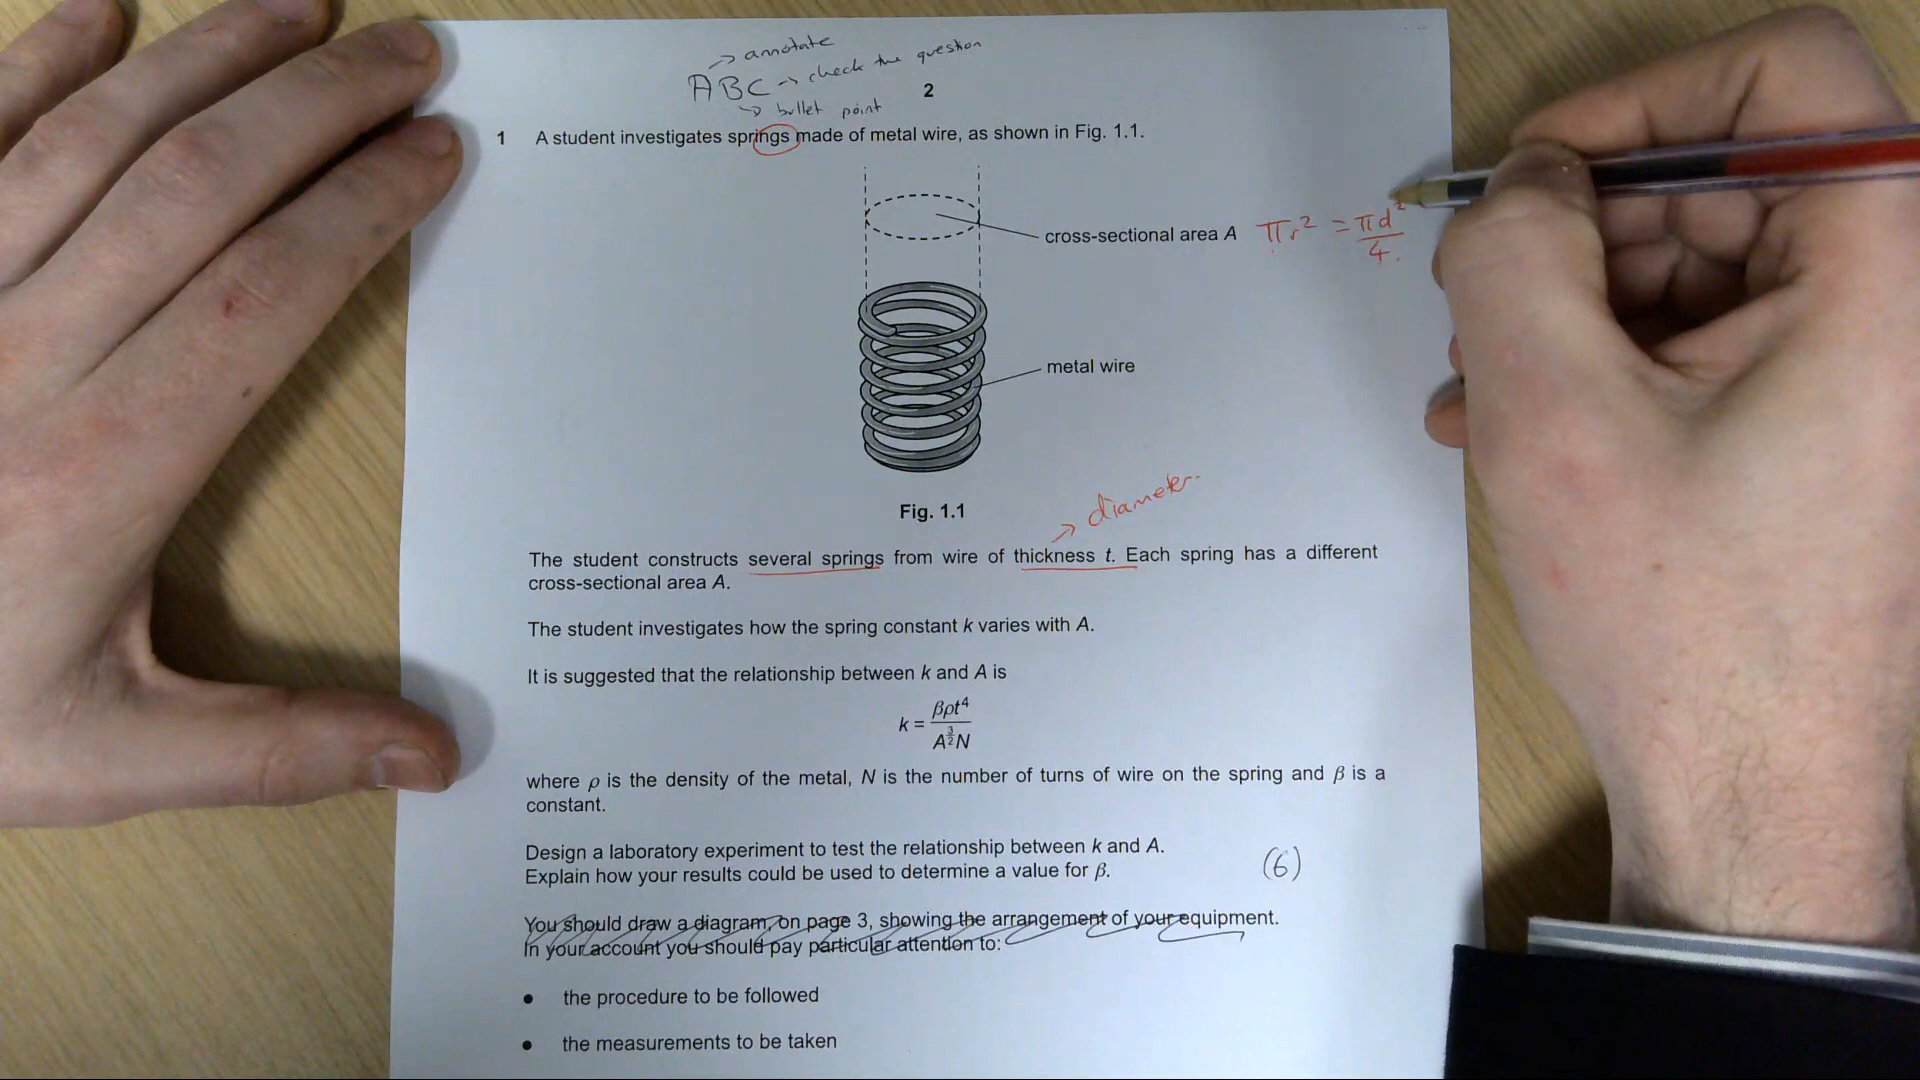 → annotate
ABC → check the question
→ bullet point
2
1 A student investigates springs made of metal wire, as shown in Fig. 1.1.
cross-sectional area A πr² = πd²/4
metal wire
Fig. 1.1
→ diameter.
The student constructs several springs from wire of thickness t. Each spring has a different
cross-sectional area A.
The student investigates how the spring constant k varies with A.
It is suggested that the relationship between k and A is
k = βρt⁴ / A^(3/2)N
where ρ is the density of the metal, N is the number of turns of wire on the spring and β is a
constant.
Design a laboratory experiment to test the relationship between k and A.
Explain how your results could be used to determine a value for β. (6)
You should draw a diagram, on page 3, showing the arrangement of your equipment.
In your account you should pay particular attention to:
• the procedure to be followed
• the measurements to be taken